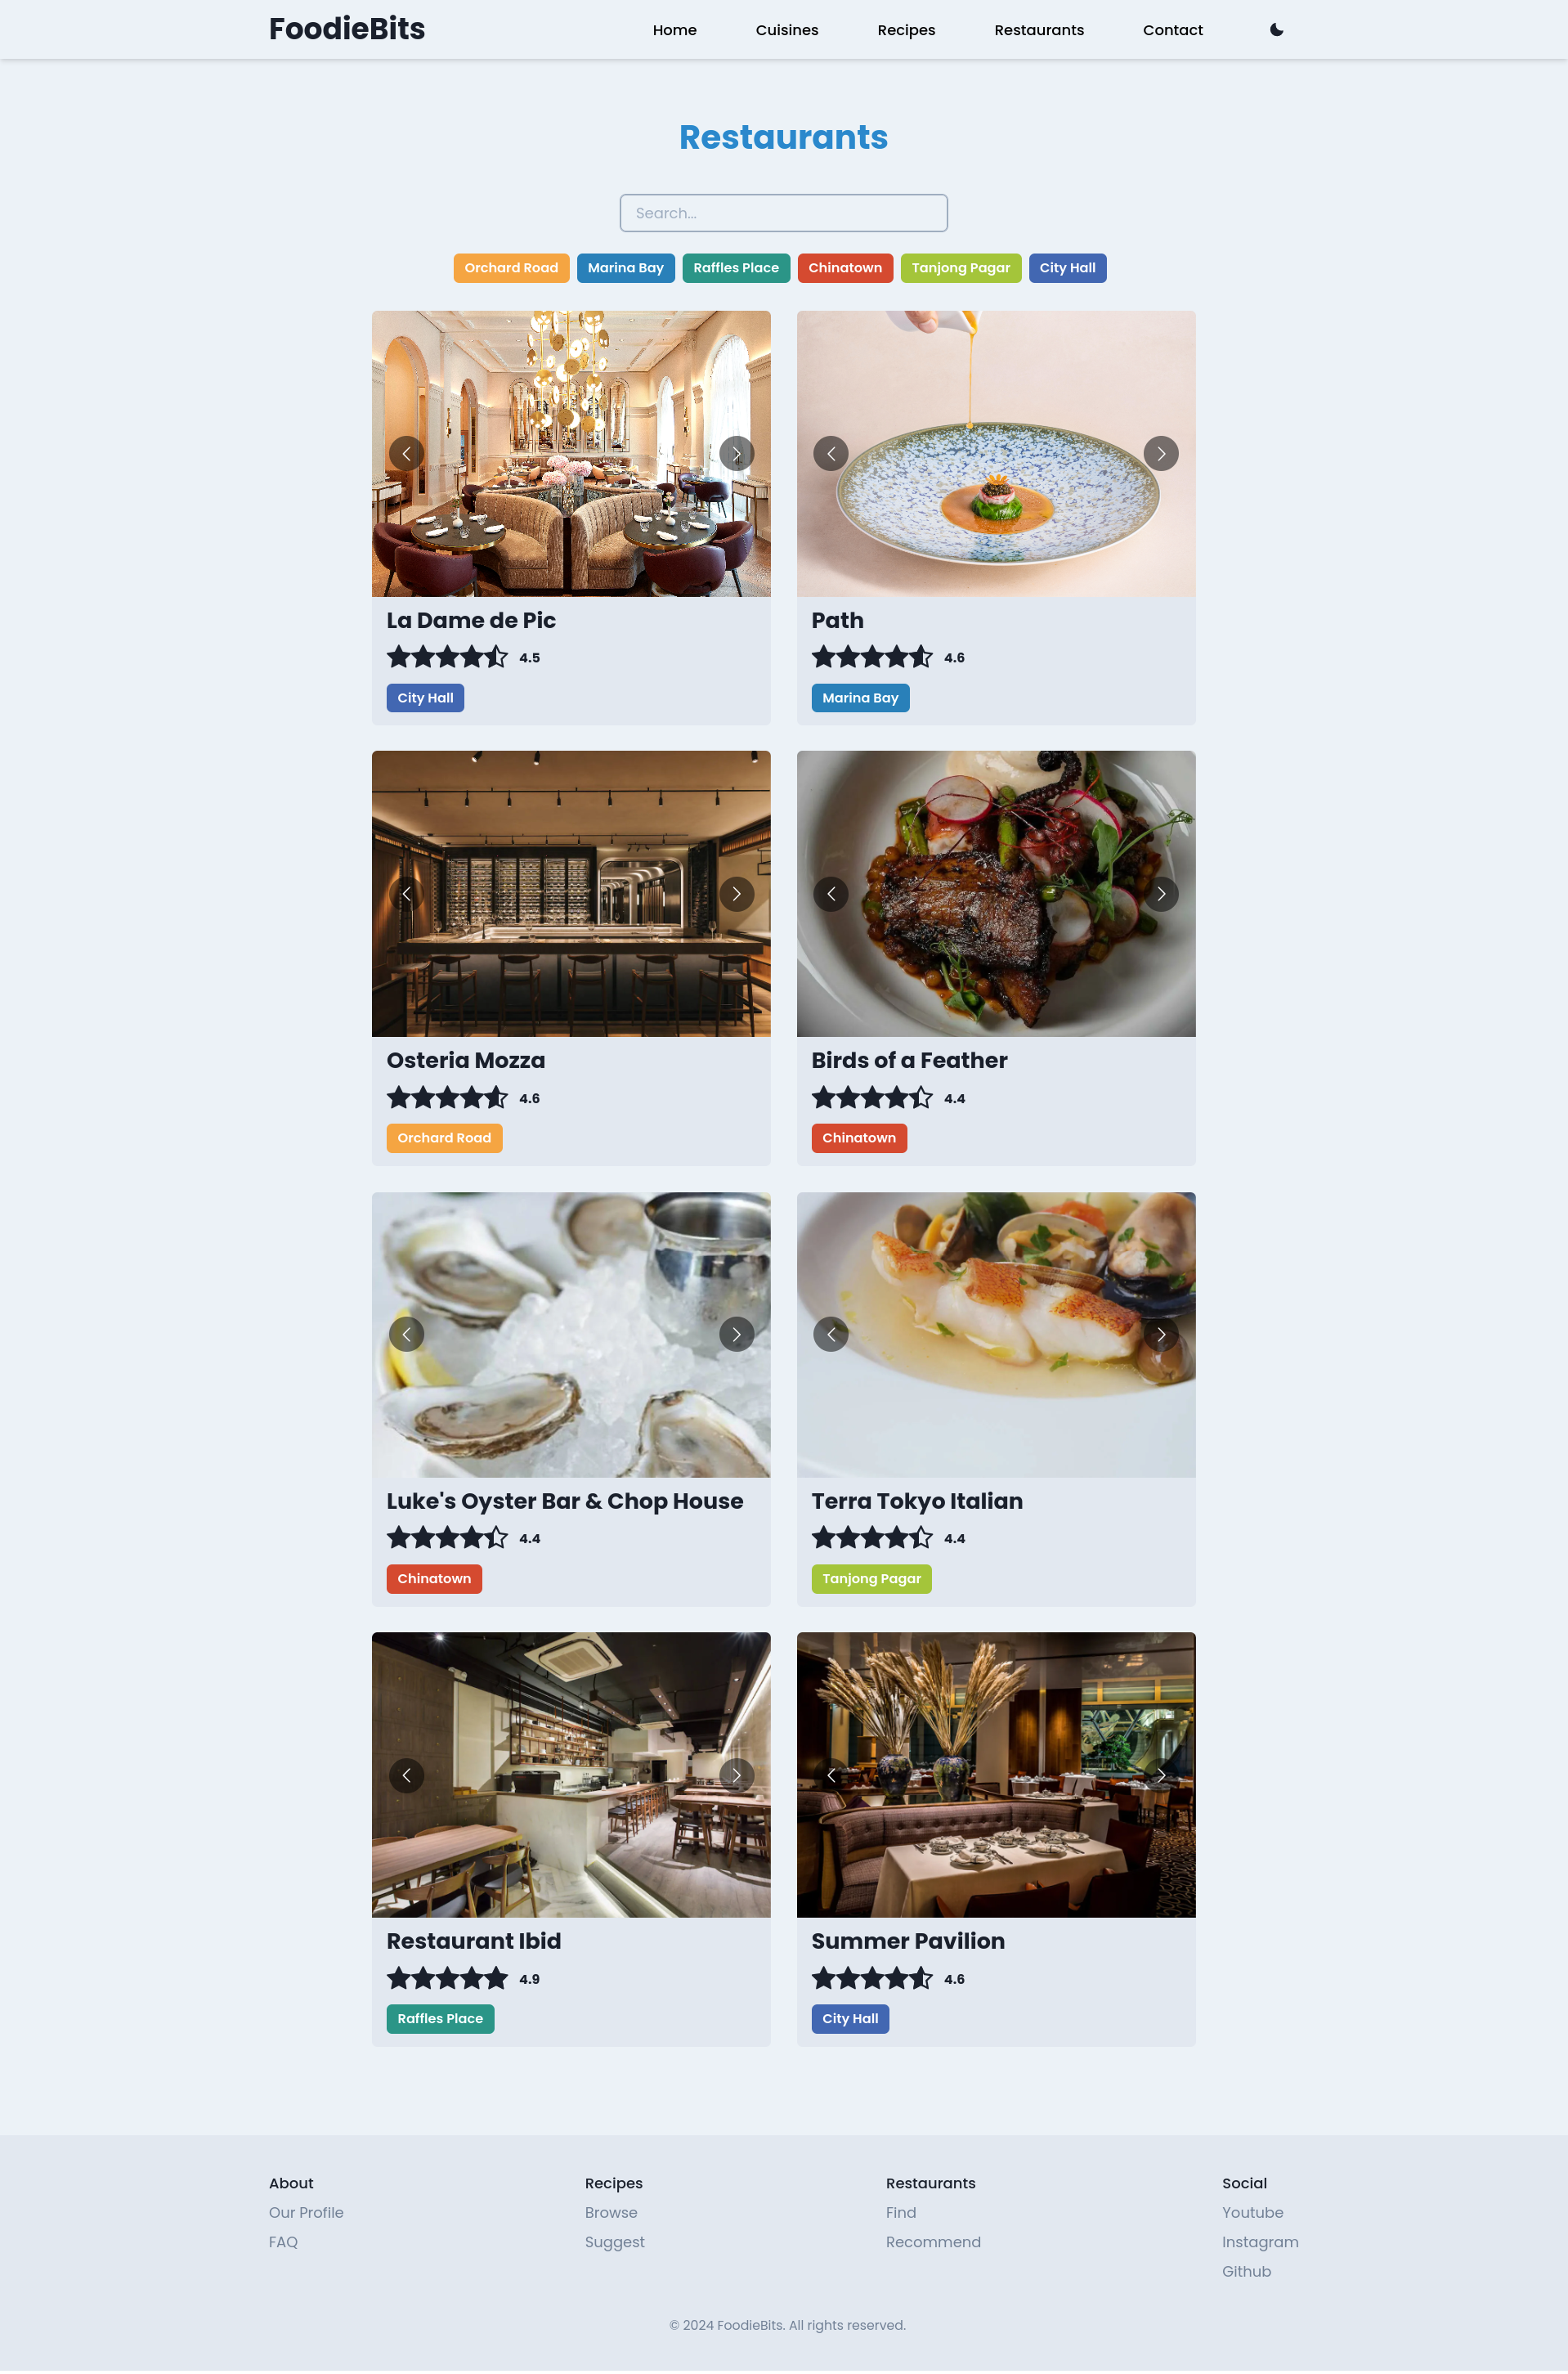 FoodieBits
Home Cuisines Recipes Restaurants Contact
Restaurants
Search...
Orchard Road Marina Bay Raffles Place Chinatown Tanjong Pagar City Hall
La Dame de Pic
4.5
City Hall
Path
4.6
Marina Bay
Osteria Mozza
4.6
Orchard Road
Birds of a Feather
4.4
Chinatown
Luke's Oyster Bar & Chop House
4.4
Chinatown
Terra Tokyo Italian
4.4
Tanjong Pagar
Restaurant Ibid
4.9
Raffles Place
Summer Pavilion
4.6
City Hall
About
Our Profile
FAQ
Recipes
Browse
Suggest
Restaurants
Find
Recommend
Social
Youtube
Instagram
Github
© 2024 FoodieBits. All rights reserved.